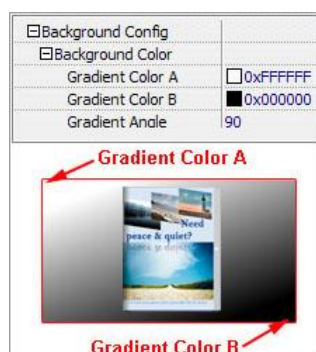 Background Config
Background Color
Gradient Color A 0xFFFFFF
Gradient Color B 0x000000
Gradient Angle 90
Gradient Color A
Need
peace & quiet?
Gradient Color B